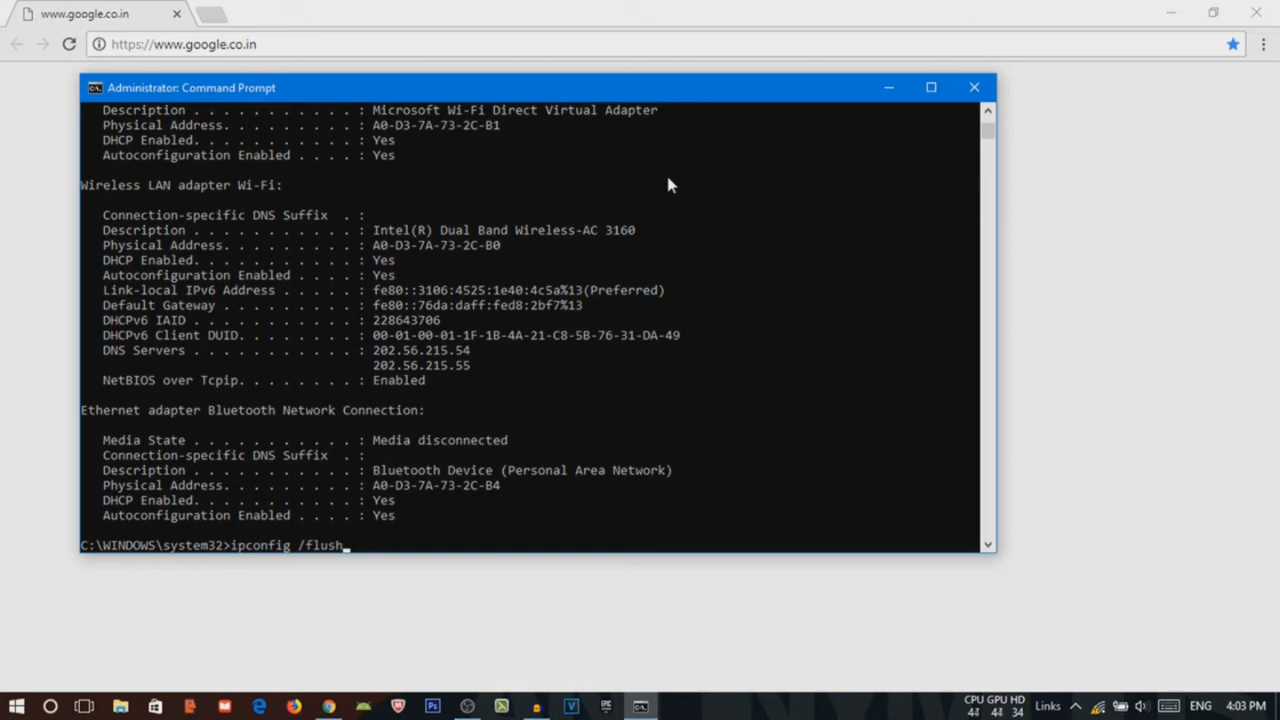 www.google.co.in
https://www.google.co.in
Administrator: Command Prompt
Description . . . . . . . . . . . : Microsoft Wi-Fi Direct Virtual Adapter
Physical Address. . . . . . . . . : A0-D3-7A-73-2C-B1
DHCP Enabled. . . . . . . . . . . : Yes
Autoconfiguration Enabled . . . . : Yes
Wireless LAN adapter Wi-Fi:
Connection-specific DNS Suffix  . :
Description . . . . . . . . . . . : Intel(R) Dual Band Wireless-AC 3160
Physical Address. . . . . . . . . : A0-D3-7A-73-2C-B0
DHCP Enabled. . . . . . . . . . . : Yes
Autoconfiguration Enabled . . . . : Yes
Link-local IPv6 Address . . . . . : fe80::3106:4525:1e40:4c5a%13(Preferred)
Default Gateway . . . . . . . . . : fe80::76da:daff:fed8:2bf7%13
DHCPv6 IAID . . . . . . . . . . . : 228643706
DHCPv6 Client DUID. . . . . . . . : 00-01-00-01-1F-1B-4A-21-C8-5B-76-31-DA-49
DNS Servers . . . . . . . . . . . : 202.56.215.54
202.56.215.55
NetBIOS over Tcpip. . . . . . . . : Enabled
Ethernet adapter Bluetooth Network Connection:
Media State . . . . . . . . . . . : Media disconnected
Connection-specific DNS Suffix  . :
Description . . . . . . . . . . . : Bluetooth Device (Personal Area Network)
Physical Address. . . . . . . . . : A0-D3-7A-73-2C-B4
DHCP Enabled. . . . . . . . . . . : Yes
Autoconfiguration Enabled . . . . : Yes
C:\WINDOWS\system32>ipconfig /flush
CPU GPU HD
44 44 34
Links
ENG
4:03 PM